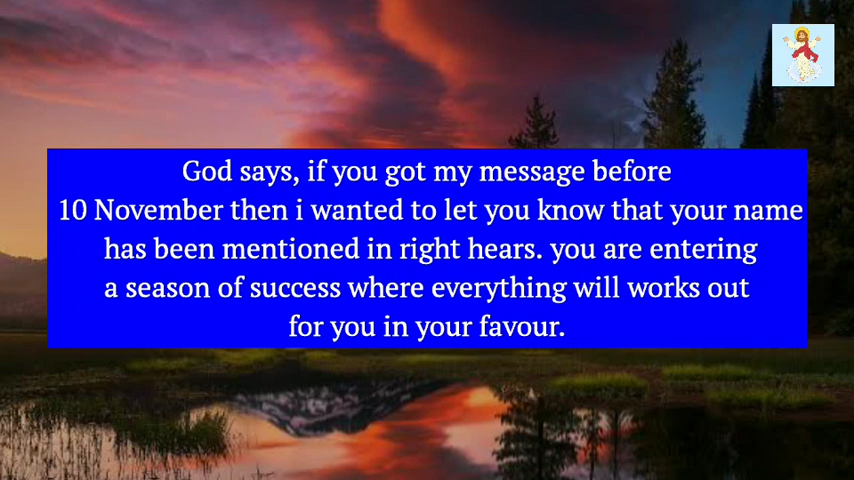 God says, if you got my message before
10 November then i wanted to let you know that your name
has been mentioned in right hears. you are entering
a season of success where everything will works out
for you in your favour.